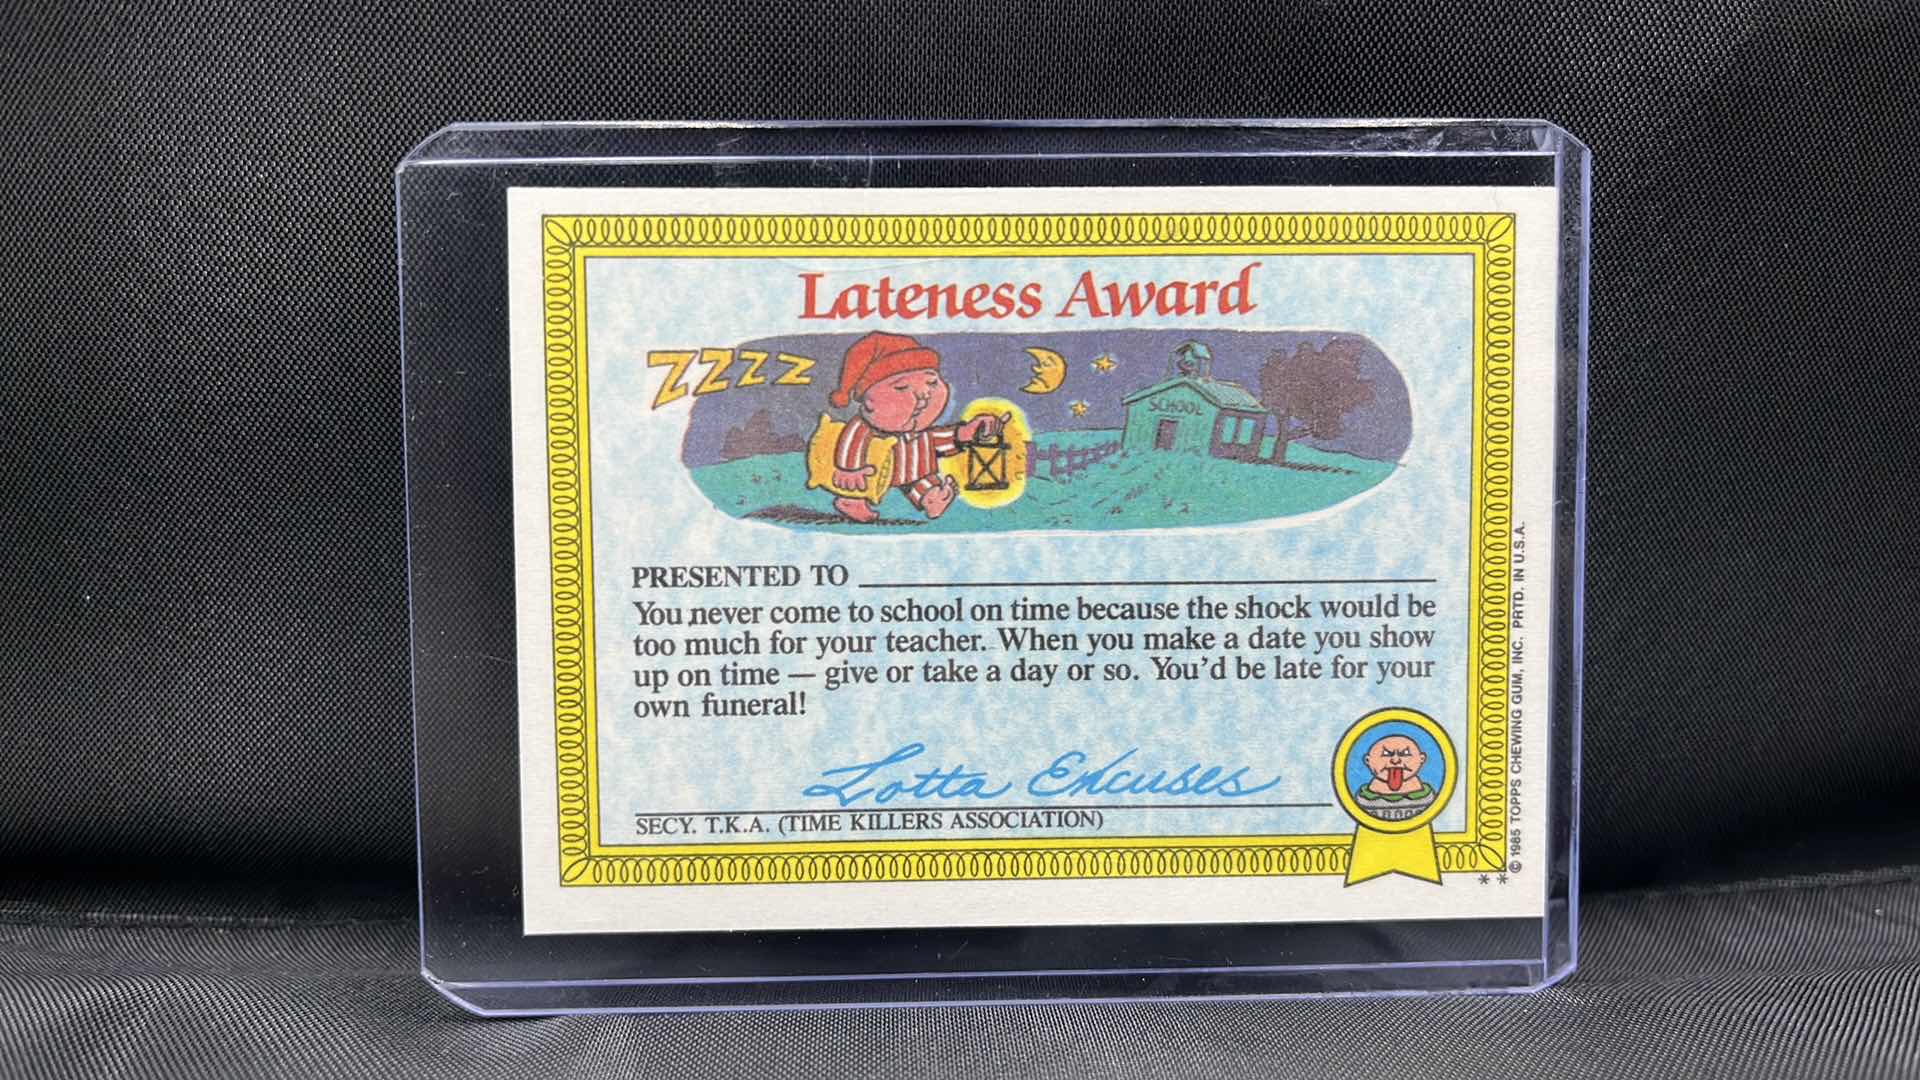 Lateness Award
ZZZZ
SCHOOL
PRESENTED TO
You never come to school on time because the shock would be
too much for your teacher. When you make a date you show
up on time — give or take a day or so. You'd be late for your
own funeral!
Lotta Excuses
SECY. T.K.A. (TIME KILLERS ASSOCIATION)
** © 1985 TOPPS CHEWING GUM, INC. PRTD. IN U.S.A.